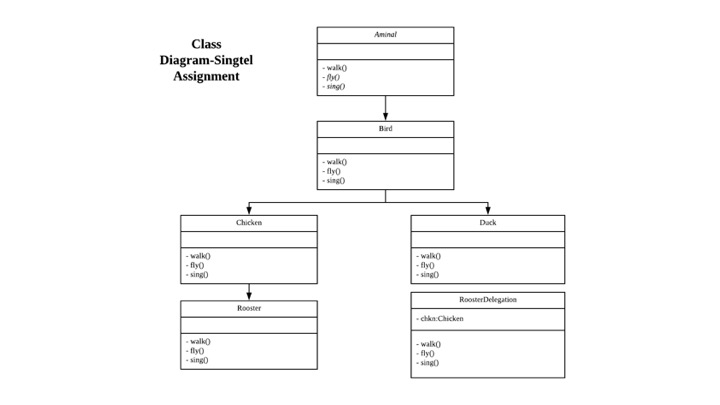 Class
Diagram-Singtel
Assignment
Aminal
- walk()
- fly()
- sing()
Bird
- walk()
- fly()
- sing()
Chicken
- walk()
- fly()
- sing()
Duck
- walk()
- fly()
- sing()
Rooster
- walk()
- fly()
- sing()
RoosterDelegation
- chkn:Chicken
- walk()
- fly()
- sing()